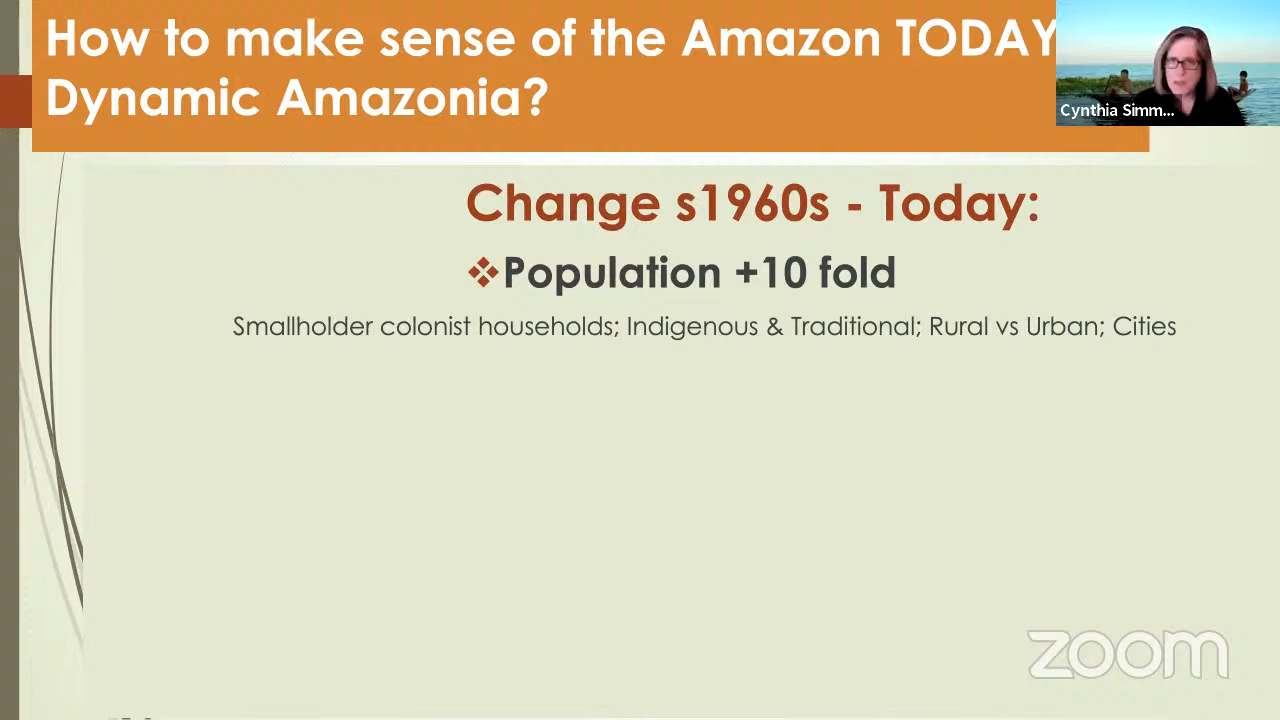 How to make sense of the Amazon TODAY
Dynamic Amazonia?
Cynthia Simm...
Change s1960s - Today:
❖Population +10 fold
Smallholder colonist households; Indigenous & Traditional; Rural vs Urban; Cities
zoom